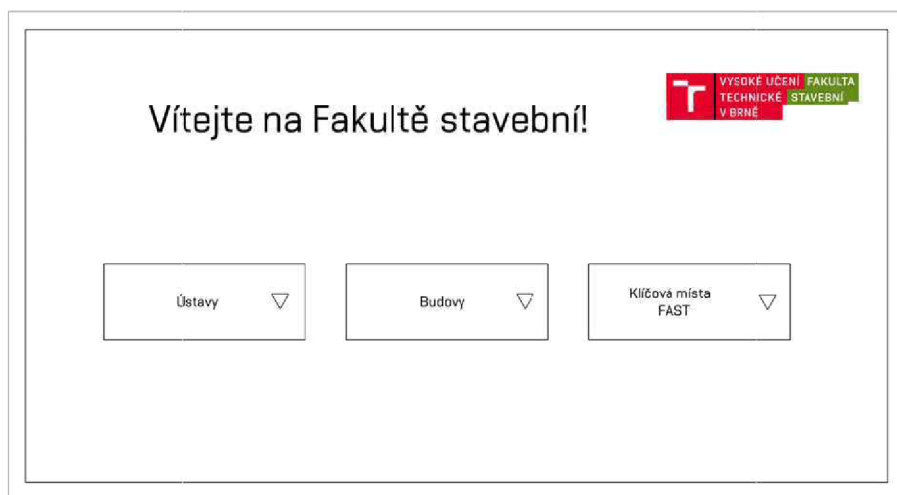 Vítejte na Fakultě stavební!
VYSOKÉ UČENÍ FAKULTA
TECHNICKÉ STAVEBNÍ
V BRNĚ
Ústavy
Budovy
Klíčová místa
FAST